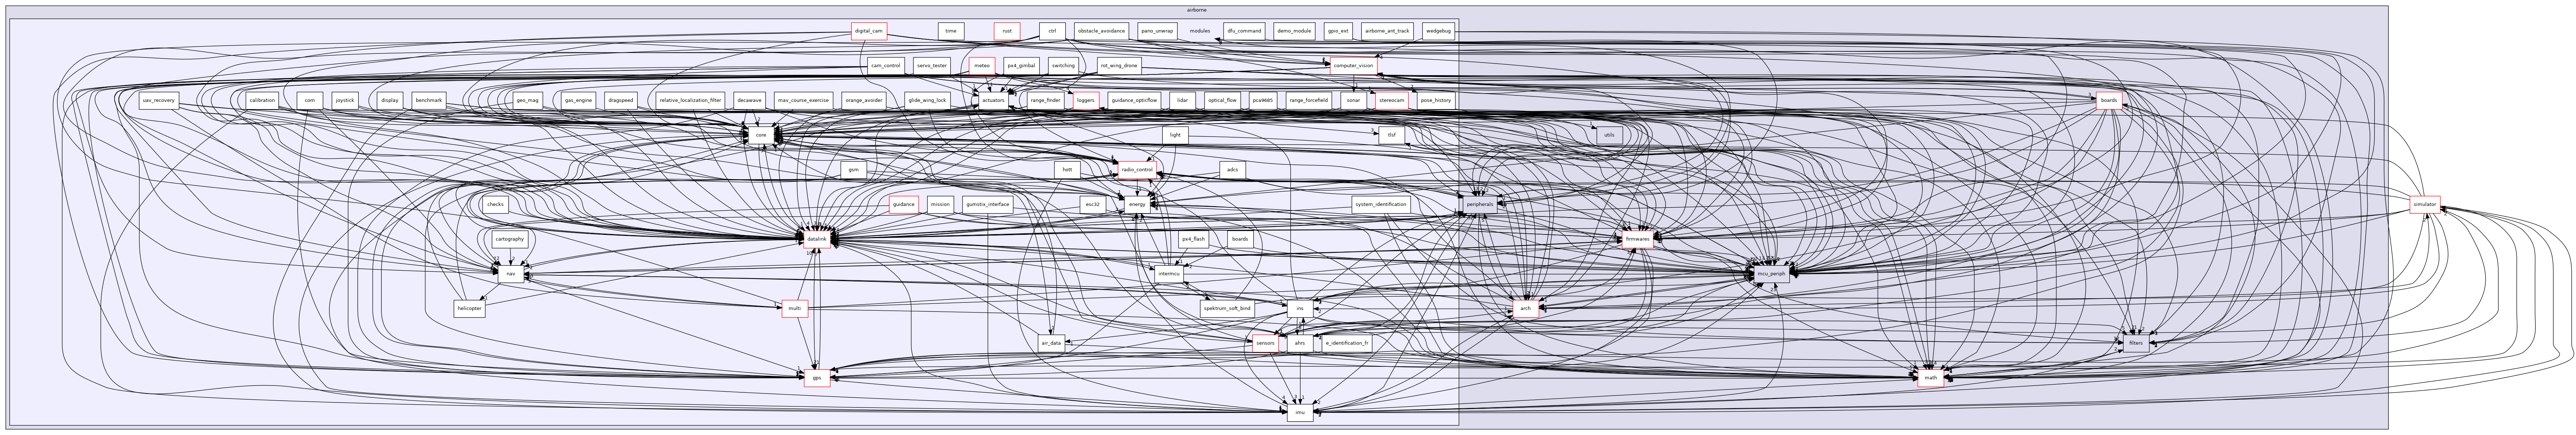 airborne
digital_cam
time
rust
ctrl
obstacle_avoidance
pano_unwrap
modules
dfu_command
demo_module
gpio_ext
airborne_ant_track
wedgebug
cam_control
servo_tester
meteo
px4_gimbal
switching
rot_wing_drone
computer_vision
uav_recovery
calibration
com
joystick
display
benchmark
geo_mag
gas_engine
dragspeed
relative_localization_filter
decawave
mav_course_exercise
orange_avoider
glide_wing_lock
actuators
range_finder
loggers
guidance_opticflow
lidar
optical_flow
pca9685
range_forcefield
sonar
stereocam
pose_history
boards
core
light
tlsf
utils
gsm
hott
radio_control
adcs
checks
guidance
mission
gumstix_interface
esc32
energy
system_identification
peripherals
simulator
cartography
datalink
px4_flash
boards
firmwares
nav
intermcu
mcu_periph
helicopter
multi
spektrum_soft_bind
ins
arch
air_data
sensors
ahrs
e_identification_fr
filters
gps
math
imu